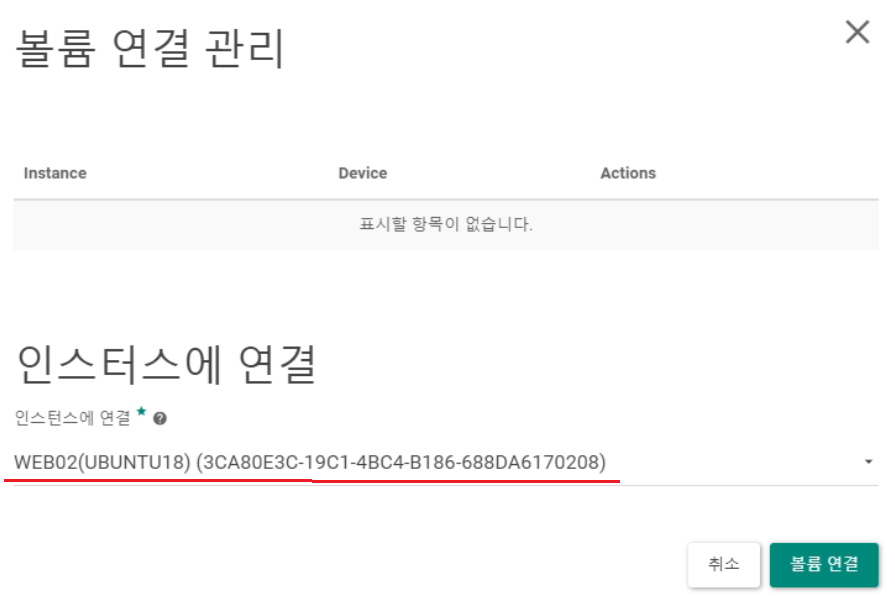 볼륨 연결 관리
Instance Device Actions
표시할 항목이 없습니다.
인스터스에 연결
인스턴스에 연결 *
WEB02(UBUNTU18) (3CA80E3C-19C1-4BC4-B186-688DA6170208)
취소 볼륨 연결